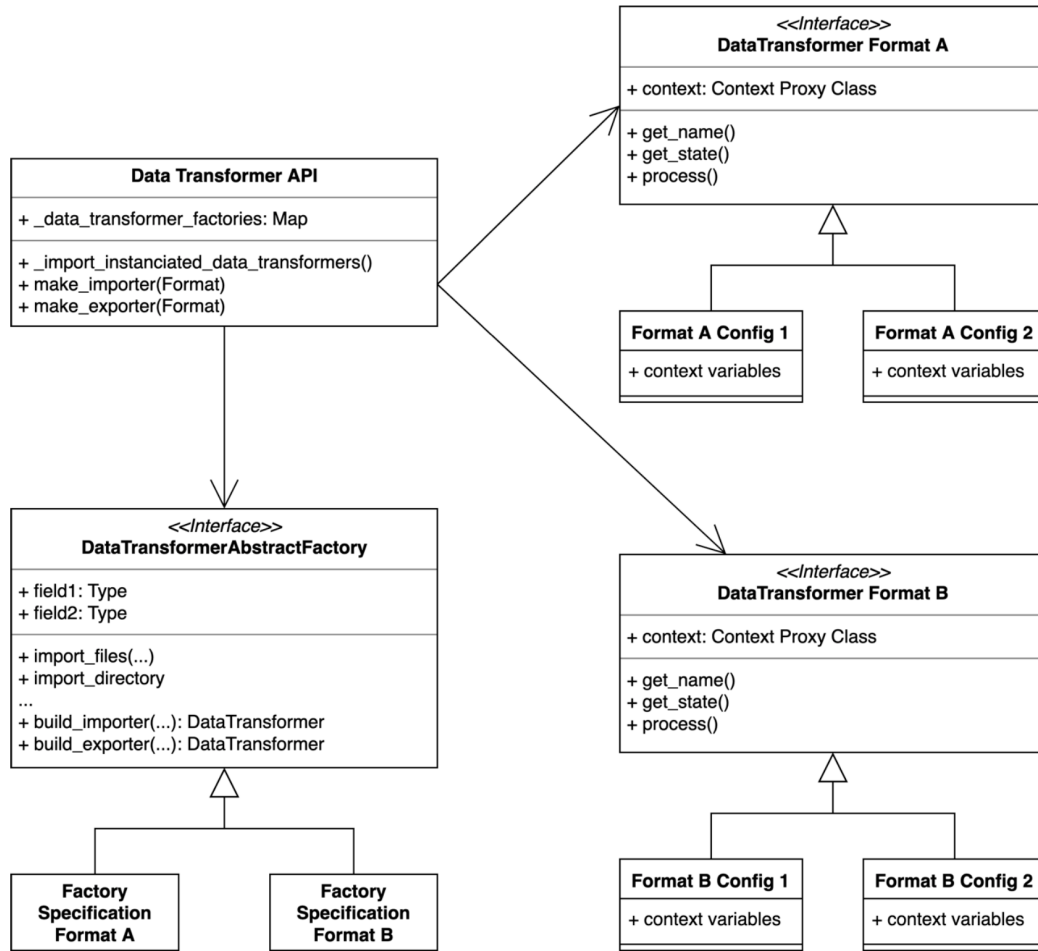 <<Interface>>
DataTransformer Format A
+ context: Context Proxy Class
+ get_name()
+ get_state()
+ process()
Data Transformer API
+ _data_transformer_factories: Map
+ _import_instanciated_data_transformers()
+ make_importer(Format)
+ make_exporter(Format)
Format A Config 1
+ context variables
Format A Config 2
+ context variables
<<Interface>>
DataTransformerAbstractFactory
+ field1: Type
+ field2: Type
+ import_files(...)
+ import_directory
...
+ build_importer(...): DataTransformer
+ build_exporter(...): DataTransformer
<<Interface>>
DataTransformer Format B
+ context: Context Proxy Class
+ get_name()
+ get_state()
+ process()
Factory
Specification
Format A
Factory
Specification
Format B
Format B Config 1
+ context variables
Format B Config 2
+ context variables